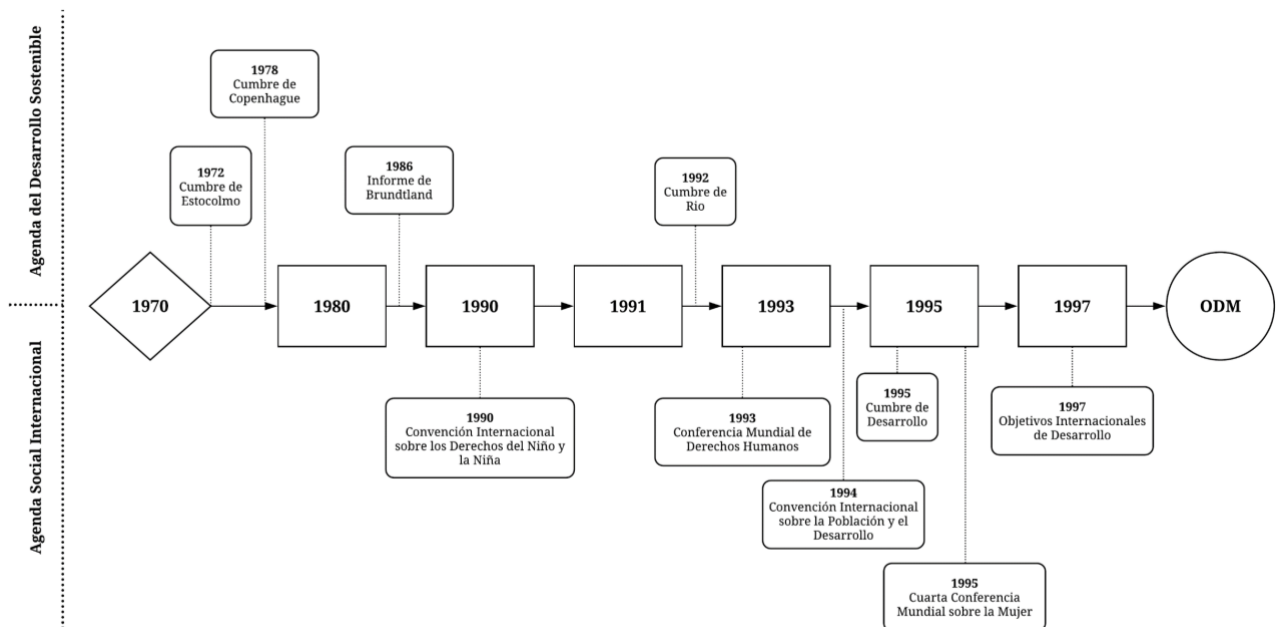 Agenda del Desarrollo Sostenible
1978
Cumbre de
Copenhague
1972
Cumbre de
Estocolmo
1986
Informe de
Brundtland
1992
Cumbre de
Rio
1970
1980
1990
1991
1993
1995
1997
ODM
Agenda Social Internacional
1990
Convención Internacional
sobre los Derechos del Niño y
la Niña
1993
Conferencia Mundial de
Derechos Humanos
1994
Convención Internacional
sobre la Población y el
Desarrollo
1995
Cumbre de
Desarrollo
1995
Cuarta Conferencia
Mundial sobre la Mujer
1997
Objetivos Internacionales
de Desarrollo